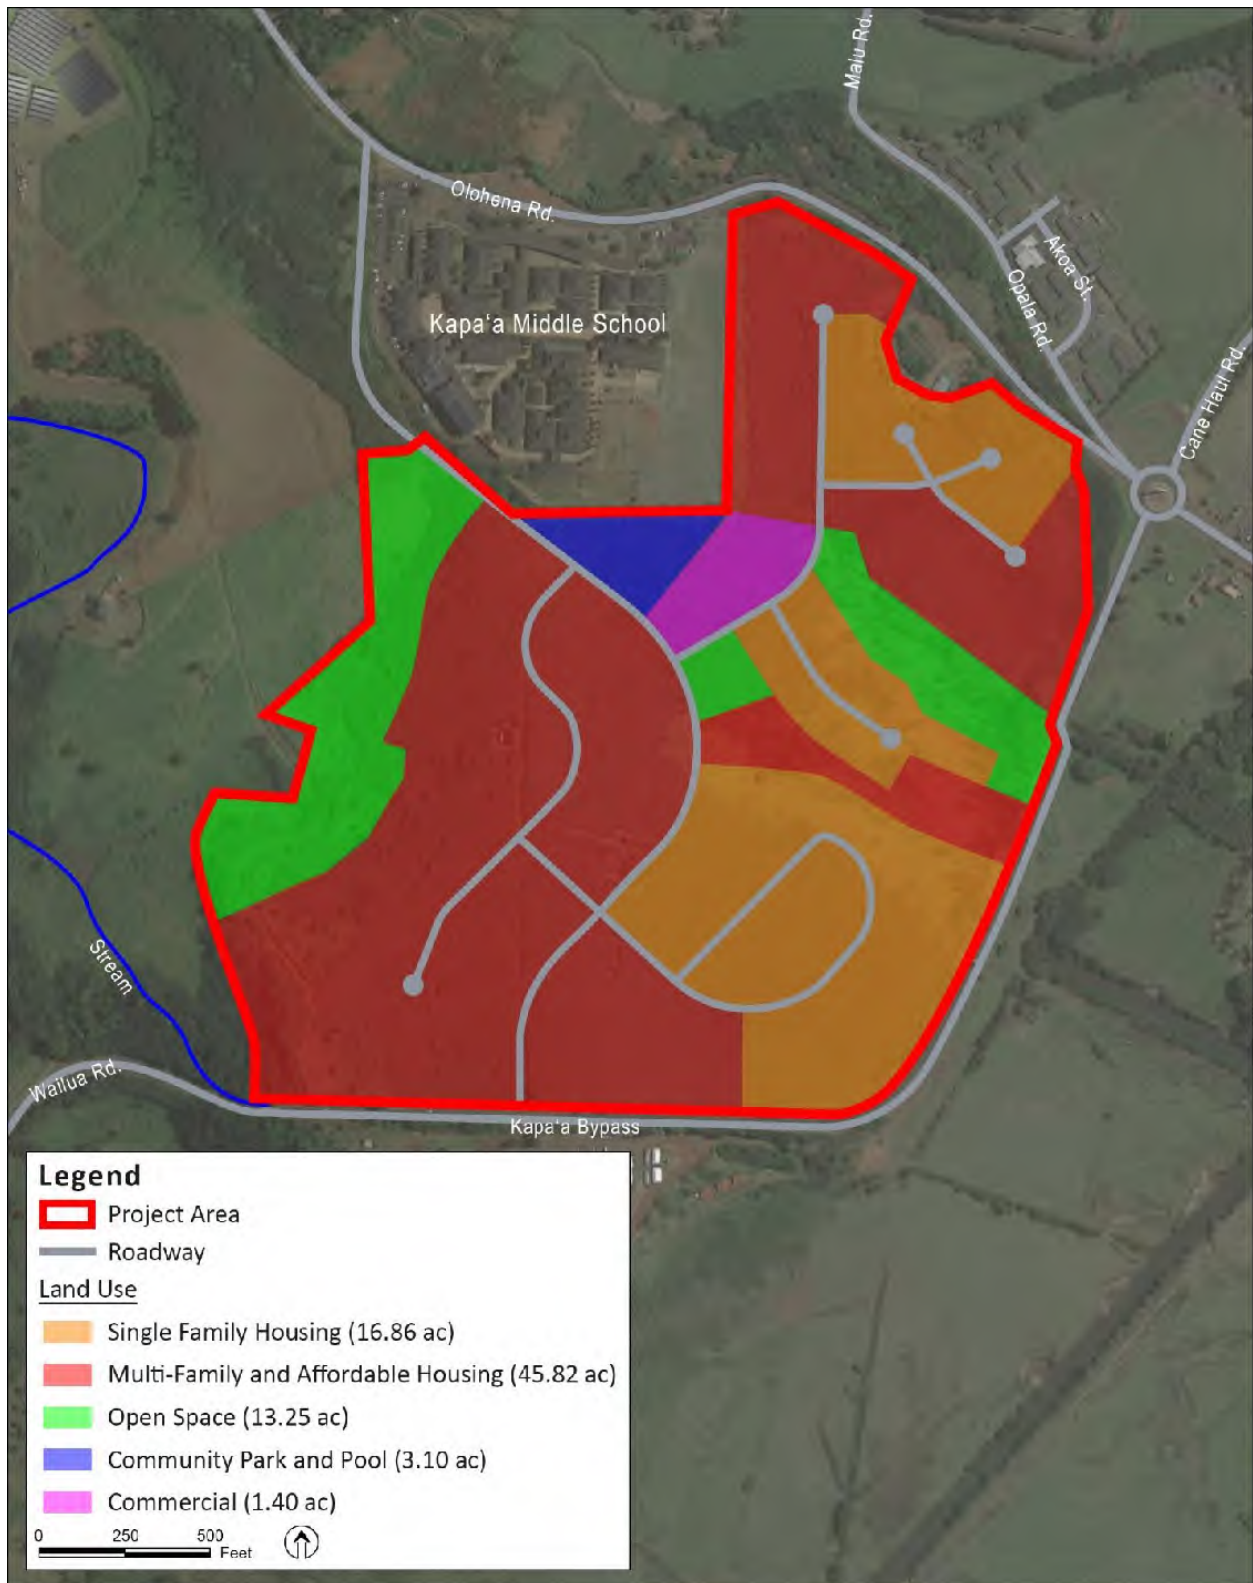 Malu Rd.
Olohena Rd.
Akoa St.
Opala Rd.
Kapaʻa Middle School
Cane Haul Rd.
Stream
Wailua Rd.
Kapaʻa Bypass
Legend
Project Area
Roadway
Land Use
Single Family Housing (16.86 ac)
Multi-Family and Affordable Housing (45.82 ac)
Open Space (13.25 ac)
Community Park and Pool (3.10 ac)
Commercial (1.40 ac)
0 250 500
Feet